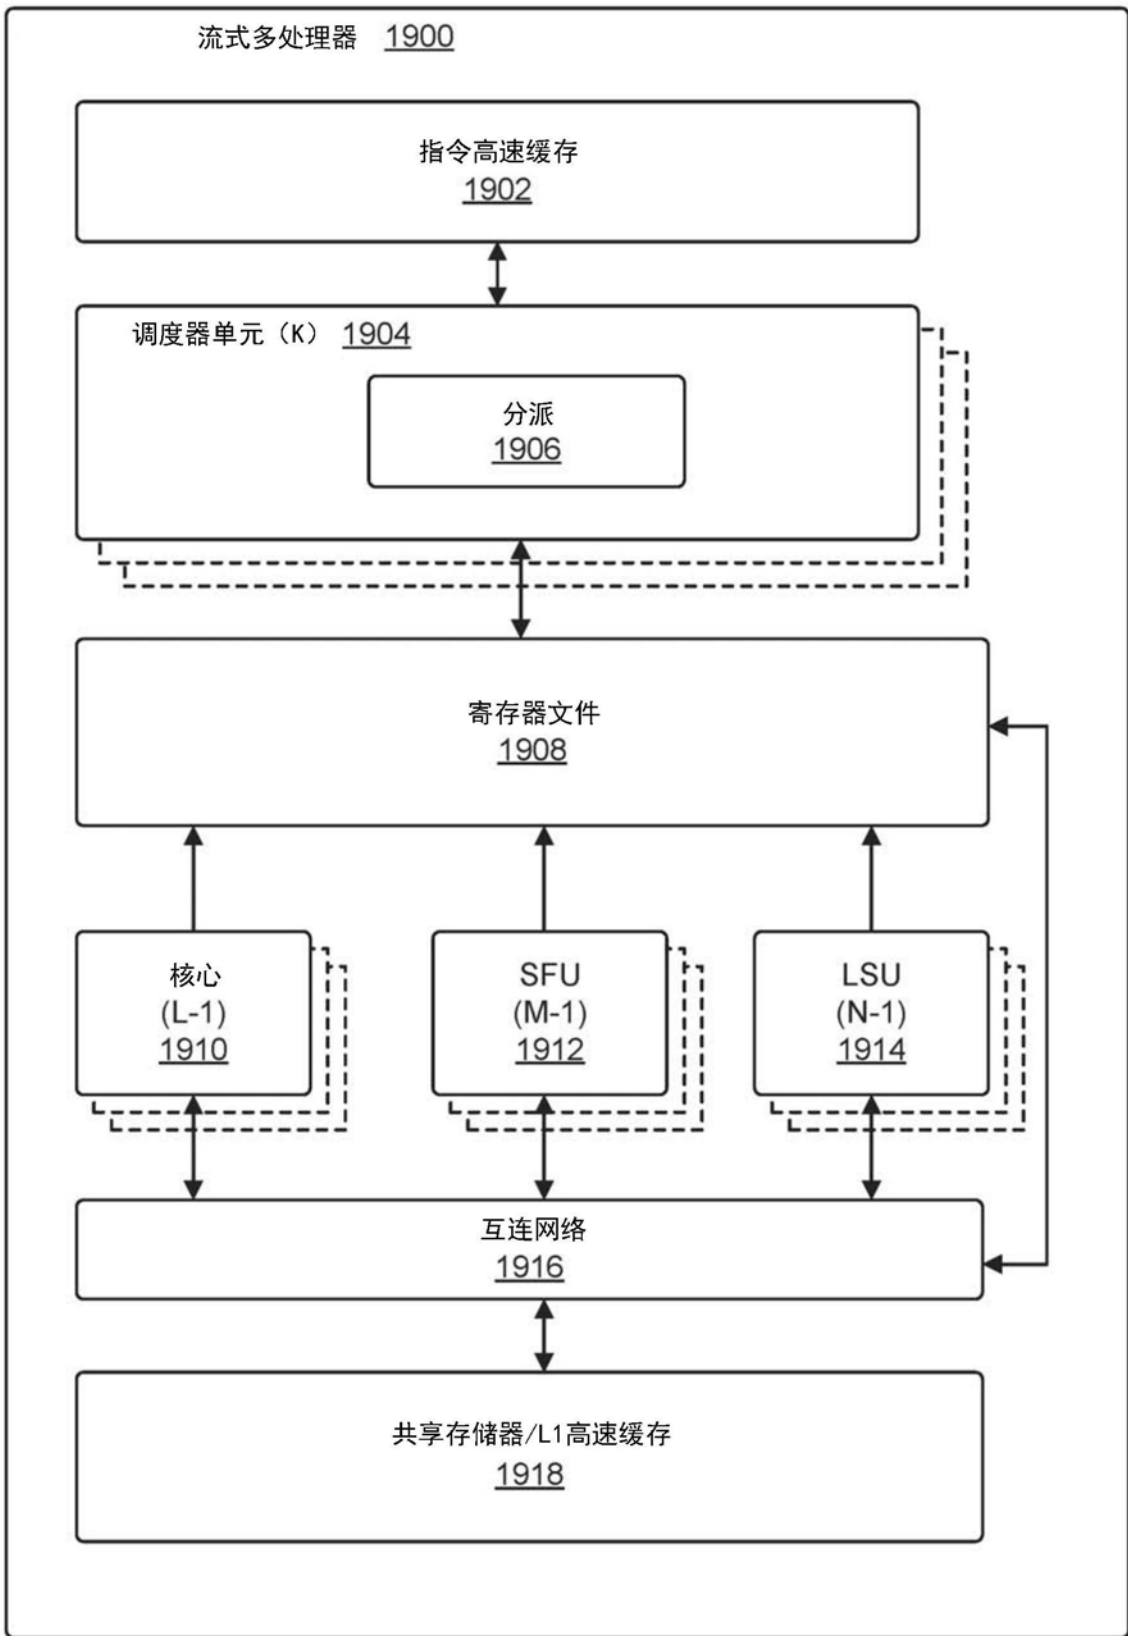 流式多处理器 1900
指令高速缓存
1902
调度器单元（K） 1904
分派
1906
寄存器文件
1908
核心
(L-1)
1910
SFU
(M-1)
1912
LSU
(N-1)
1914
互连网络
1916
共享存储器/L1高速缓存
1918